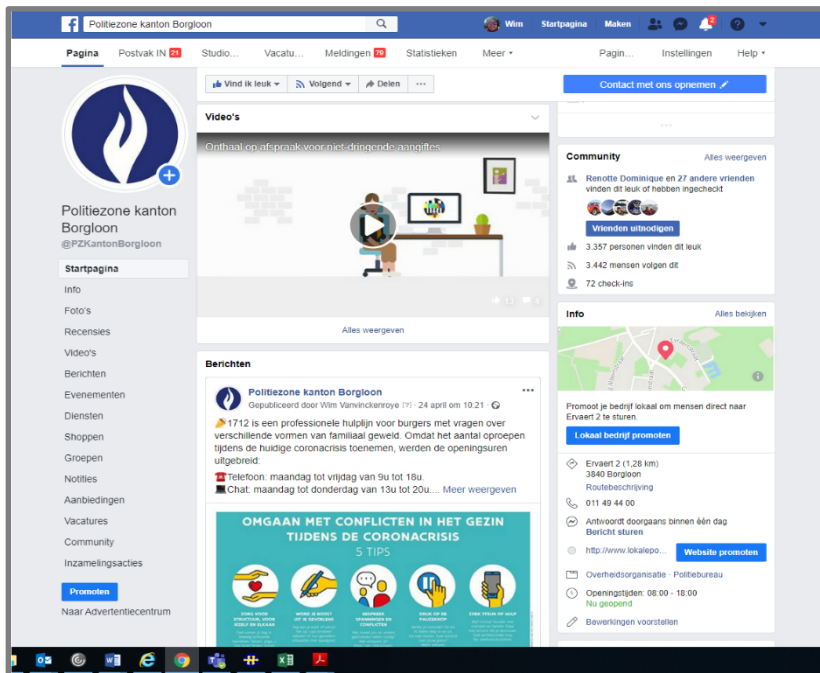 Politiezone kanton Borgloon
Wim Startpagina Maken 2
Pagina Postvak IN 21 Studio... Vacatu... Meldingen 79 Statistieken Meer Pagin... Instellingen Help
Vind ik leuk Volgend Delen ...
Contact met ons opnemen
Politiezone kanton
Borgloon
@PZKantonBorgloon
Startpagina
Info
Foto's
Recensies
Video's
Berichten
Evenementen
Diensten
Shoppen
Groepen
Notities
Aanbiedingen
Vacatures
Community
Inzamelingsacties
Promoten
Naar Advertentiecentrum
Video's
Onthaal op afspraak voor niet-dringende aangiftes
13 4
Alles weergeven
Berichten
Politiezone kanton Borgloon
Gepubliceerd door Wim Vanvinckenroye [?] · 24 april om 10:21 ·
1712 is een professionele hulplijn voor burgers met vragen over
verschillende vormen van familiaal geweld. Omdat het aantal oproepen
tijdens de huidige coronacrisis toenemen, werden de openingsuren
uitgebreid:
Telefoon: maandag tot vrijdag van 9u tot 18u.
Chat: maandag tot donderdag van 13u tot 20u.... Meer weergeven
OMGAAN MET CONFLICTEN IN HET GEZIN
TIJDENS DE CORONACRISIS
5 TIPS
Community Alles weergeven
Renotte Dominique en 27 andere vrienden
vinden dit leuk of hebben ingecheckt
Vrienden uitnodigen
3.357 personen vinden dit leuk
3.442 mensen volgen dit
72 check-ins
Info Alles bekijken
Promoot je bedrijf lokaal om mensen direct naar
Ervaert 2 te sturen.
Lokaal bedrijf promoten
Ervaert 2 (1,28 km)
3840 Borgloon
Routebeschrijving
011 49 44 00
Antwoordt doorgaans binnen één dag
Bericht sturen
http://www.lokalepo... Website promoten
Overheidsorganisatie · Politiebureau
Openingstijden: 08:00 - 18:00
Nu geopend
Bewerkingen voorstellen